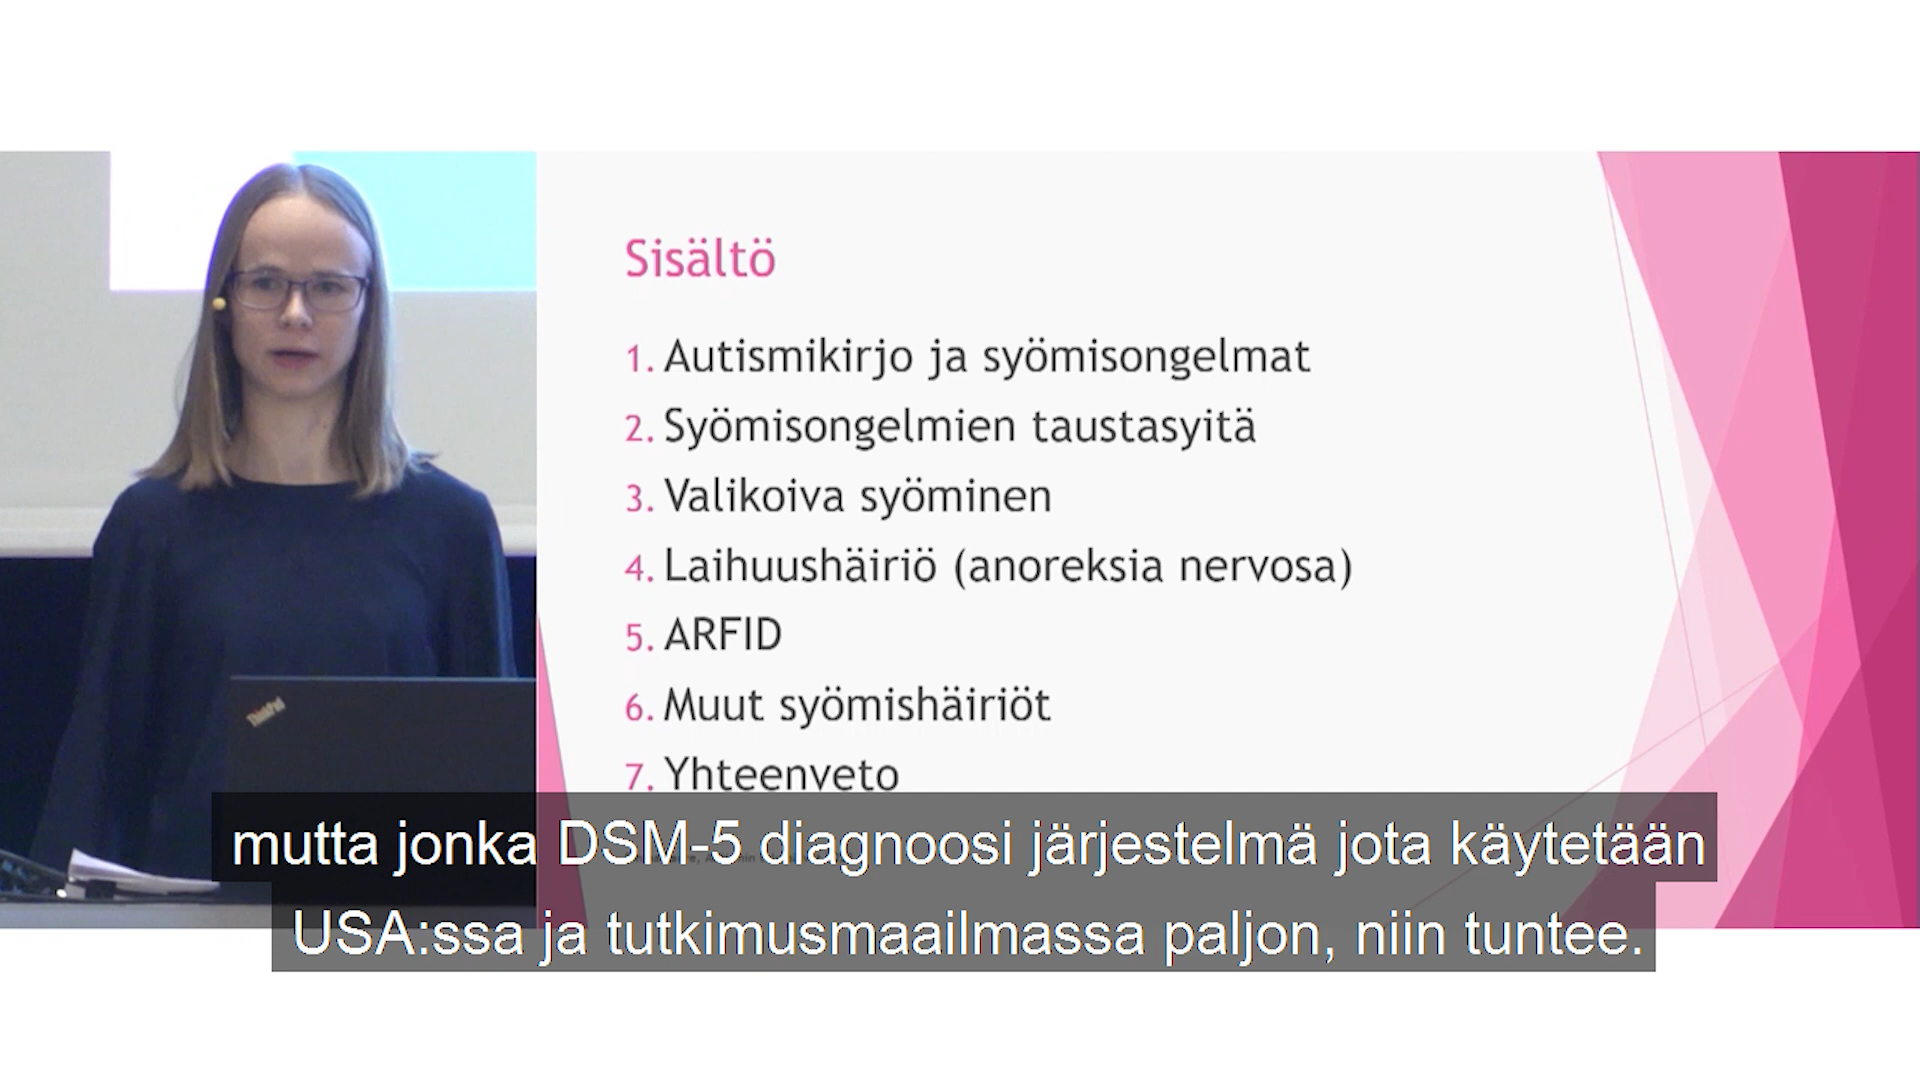 Sisältö
1. Autismikirjo ja syömisongelmat
2. Syömisongelmien taustasyitä
3. Valikoiva syöminen
4. Laihuushäiriö (anoreksia nervosa)
5. ARFID
6. Muut syömishäiriöt
7. Yhteenveto
ThinkPad
mutta jonka DSM-5 diagnoosi järjestelmä jota käytetään
USA:ssa ja tutkimusmaailmassa paljon, niin tuntee.